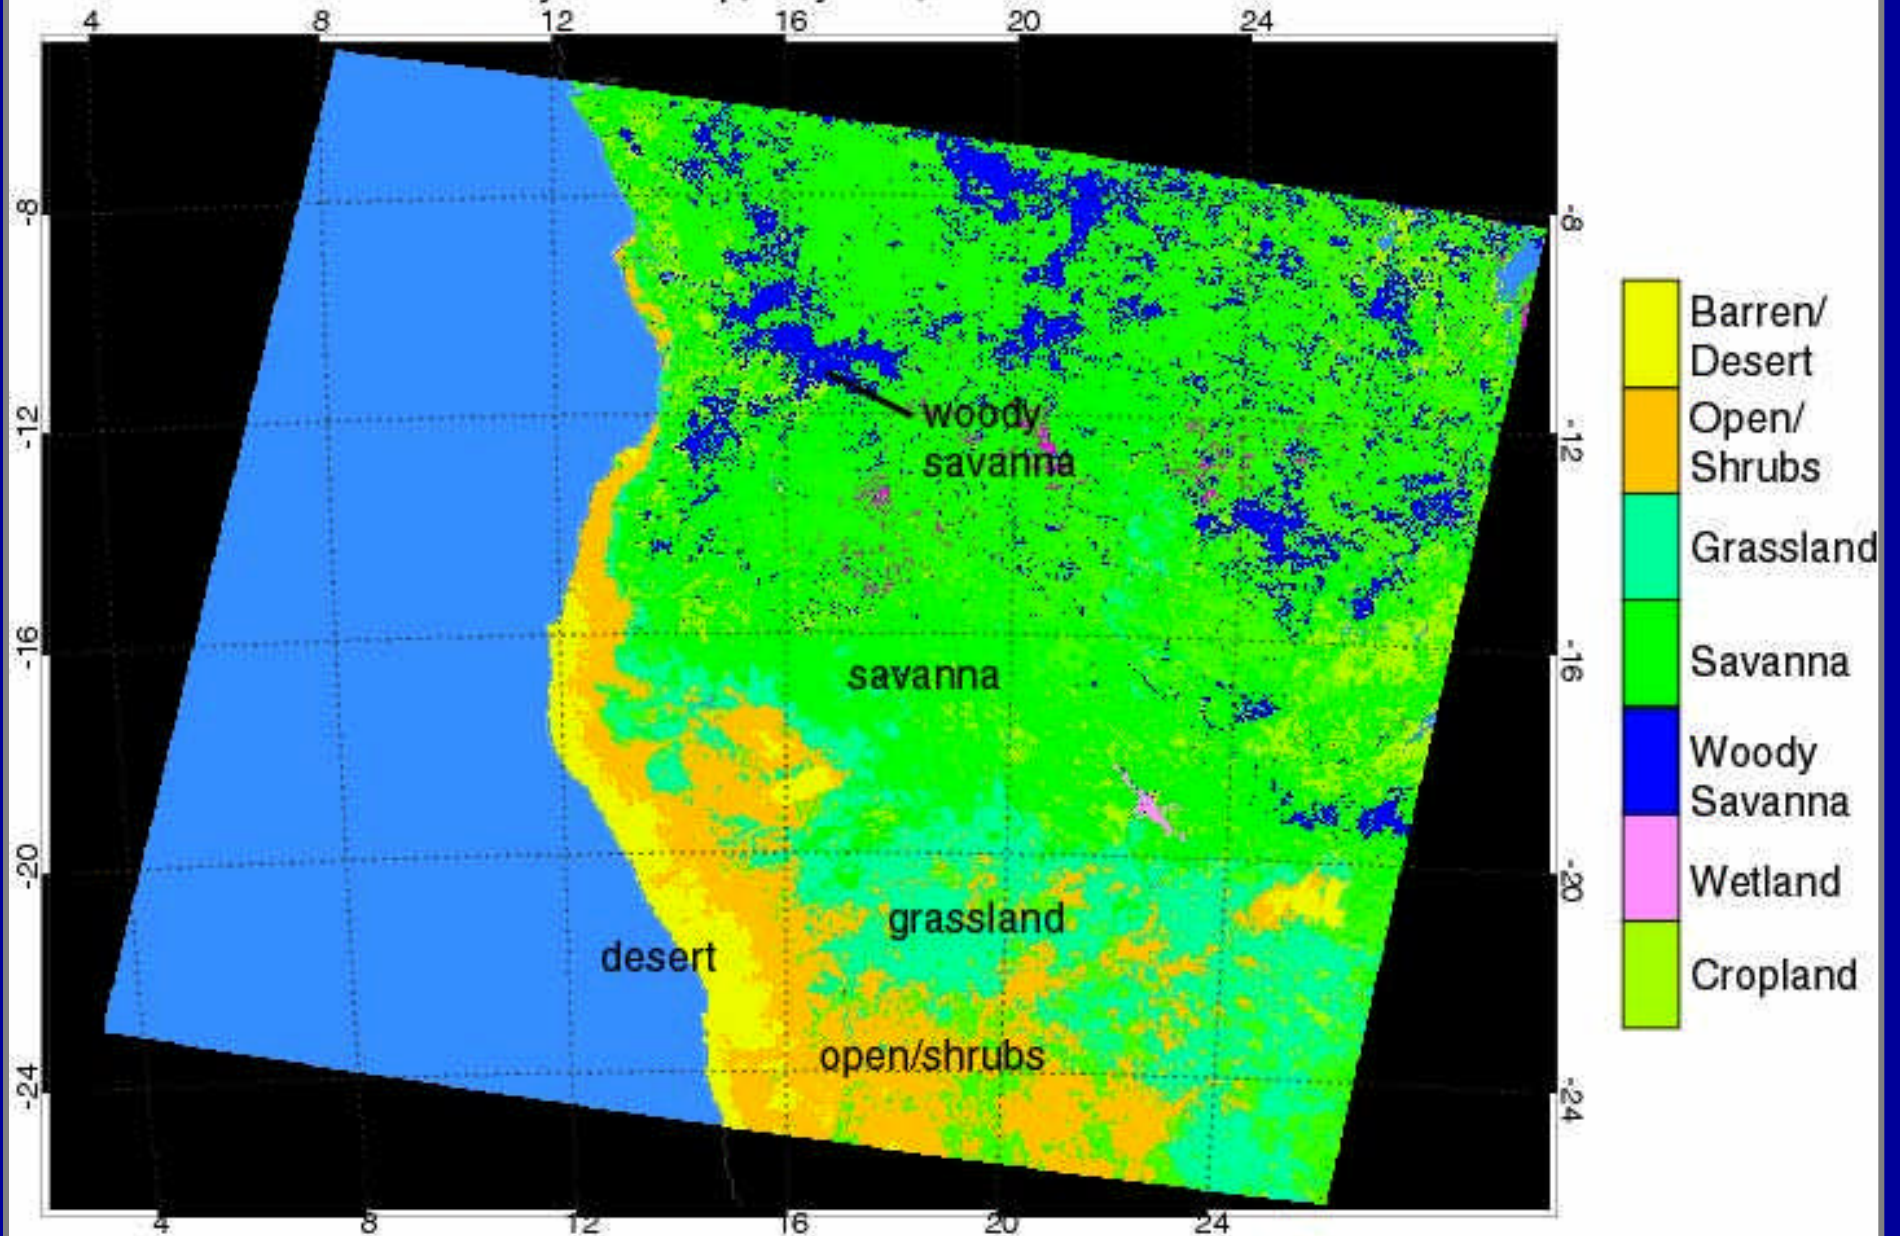 4 8 12 16 20 24
-8 -8
Barren/
Desert
Open/
Shrubs
-12 -12
woody
savanna
Grassland
Savanna
-16 -16
savanna
Woody
Savanna
Wetland
-20 -20
grassland
desert
Cropland
open/shrubs
-24 -24
4 8 12 16 20 24